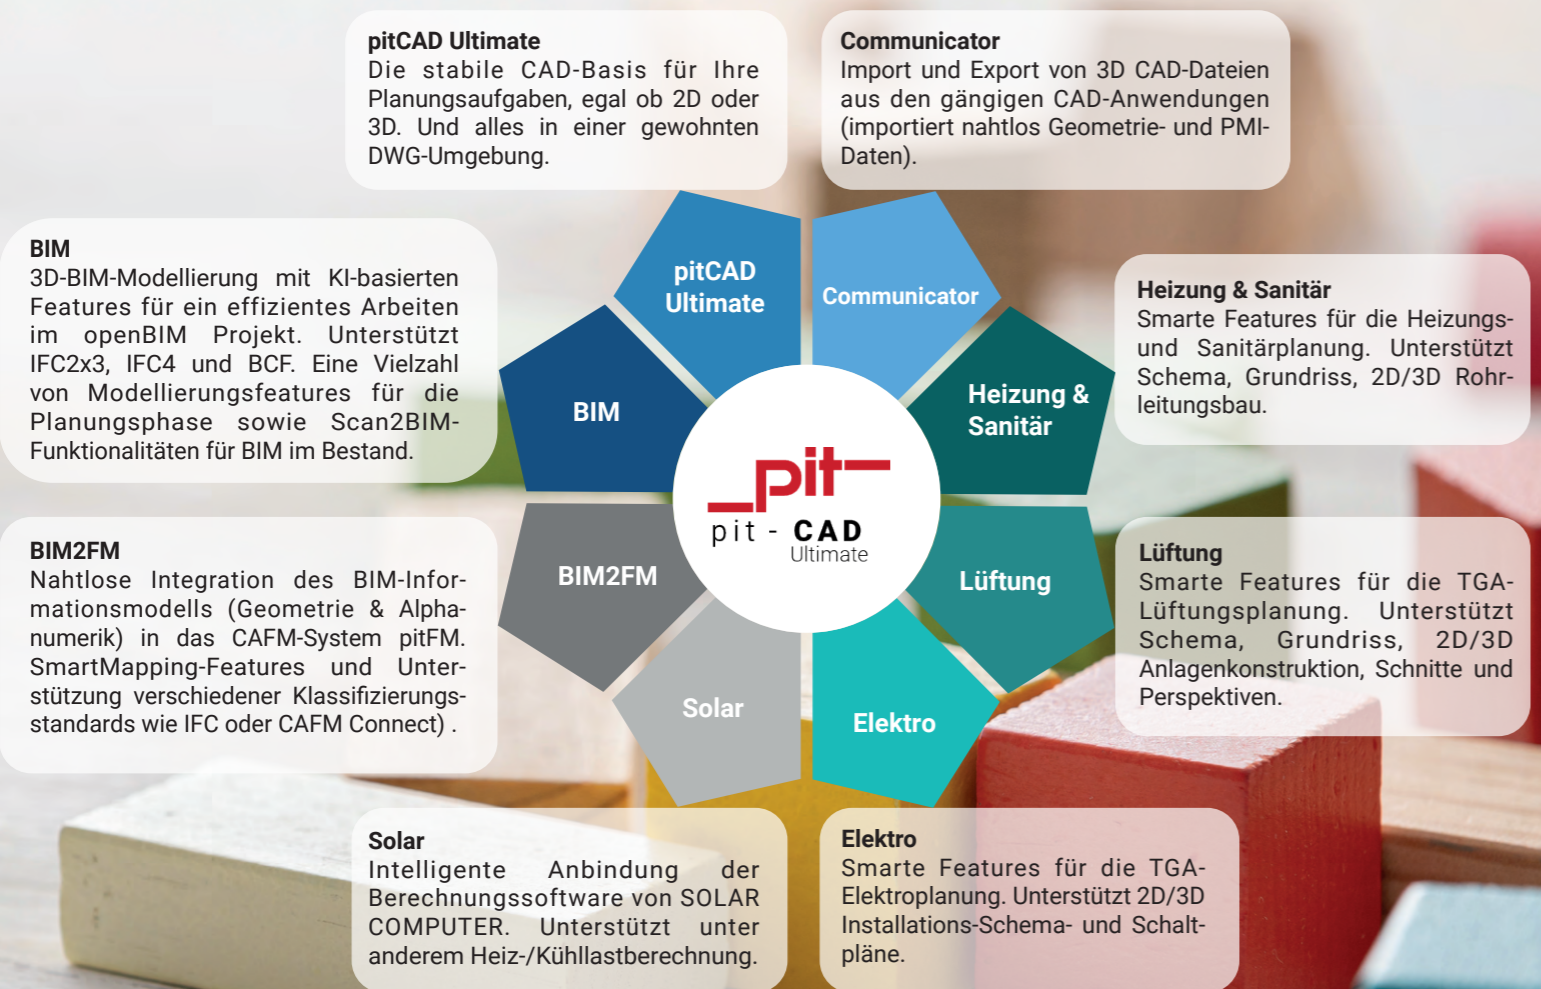 pitCAD Ultimate
Die stabile CAD-Basis für Ihre
Planungsaufgaben, egal ob 2D oder
3D. Und alles in einer gewohnten
DWG-Umgebung.
Communicator
Import und Export von 3D CAD-Dateien
aus den gängigen CAD-Anwendungen
(importiert nahtlos Geometrie- und PMI-
Daten).
BIM
3D-BIM-Modellierung mit KI-basierten
Features für ein effizientes Arbeiten
im openBIM Projekt. Unterstützt
IFC2x3, IFC4 und BCF. Eine Vielzahl
von Modellierungsfeatures für die
Planungsphase sowie Scan2BIM-
Funktionalitäten für BIM im Bestand.
Heizung & Sanitär
Smarte Features für die Heizungs-
und Sanitärplanung. Unterstützt
Schema, Grundriss, 2D/3D Rohr-
leitungsbau.
pitCAD
Ultimate
Communicator
BIM
Heizung &
Sanitär
pit
pit - CAD
Ultimate
BIM2FM
Lüftung
Solar
Elektro
BIM2FM
Nahtlose Integration des BIM-Infor-
mationsmodells (Geometrie & Alpha-
numerik) in das CAFM-System pitFM.
SmartMapping-Features und Unter-
stützung verschiedener Klassifizierungs-
standards wie IFC oder CAFM Connect) .
Lüftung
Smarte Features für die TGA-
Lüftungsplanung. Unterstützt
Schema, Grundriss, 2D/3D
Anlagenkonstruktion, Schnitte und
Perspektiven.
Solar
Intelligente Anbindung der
Berechnungssoftware von SOLAR
COMPUTER. Unterstützt unter
anderem Heiz-/Kühllastberechnung.
Elektro
Smarte Features für die TGA-
Elektroplanung. Unterstützt 2D/3D
Installations-Schema- und Schalt-
pläne.